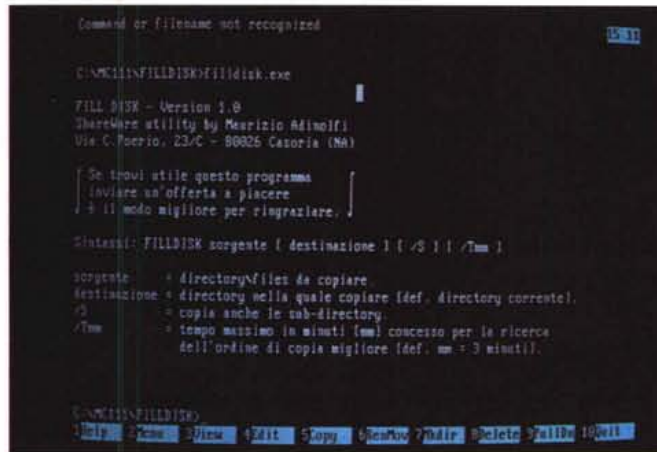 Command or filename not recognized
15:11
C:\MC111\FILLDISK>filldisk.exe
FILL DISK - Version 1.0
ShareWare utility by Maurizio Adinolfi
Via C.Poerio, 23/C - 80026 Casoria (NA)
Se trovi utile questo programma
inviare un'offerta a piacere
è il modo migliore per ringraziare.
Sintassi: FILLDISK sorgente [ destinazione ] [ /S ] [ /Tmm ]
sorgente = directory\files da copiare.
destinazione = directory nella quale copiare [def. directory corrente].
/S = copia anche le sub-directory.
/Tmm = tempo massimo in minuti [mm] concesso per la ricerca
dell'ordine di copia migliore [def. mm = 3 minuti].
C:\MC111\FILLDISK>
1Help 2Menu 3View 4Edit 5Copy 6RenMov 7Mkdir 8Delete 9PullDn 10Quit